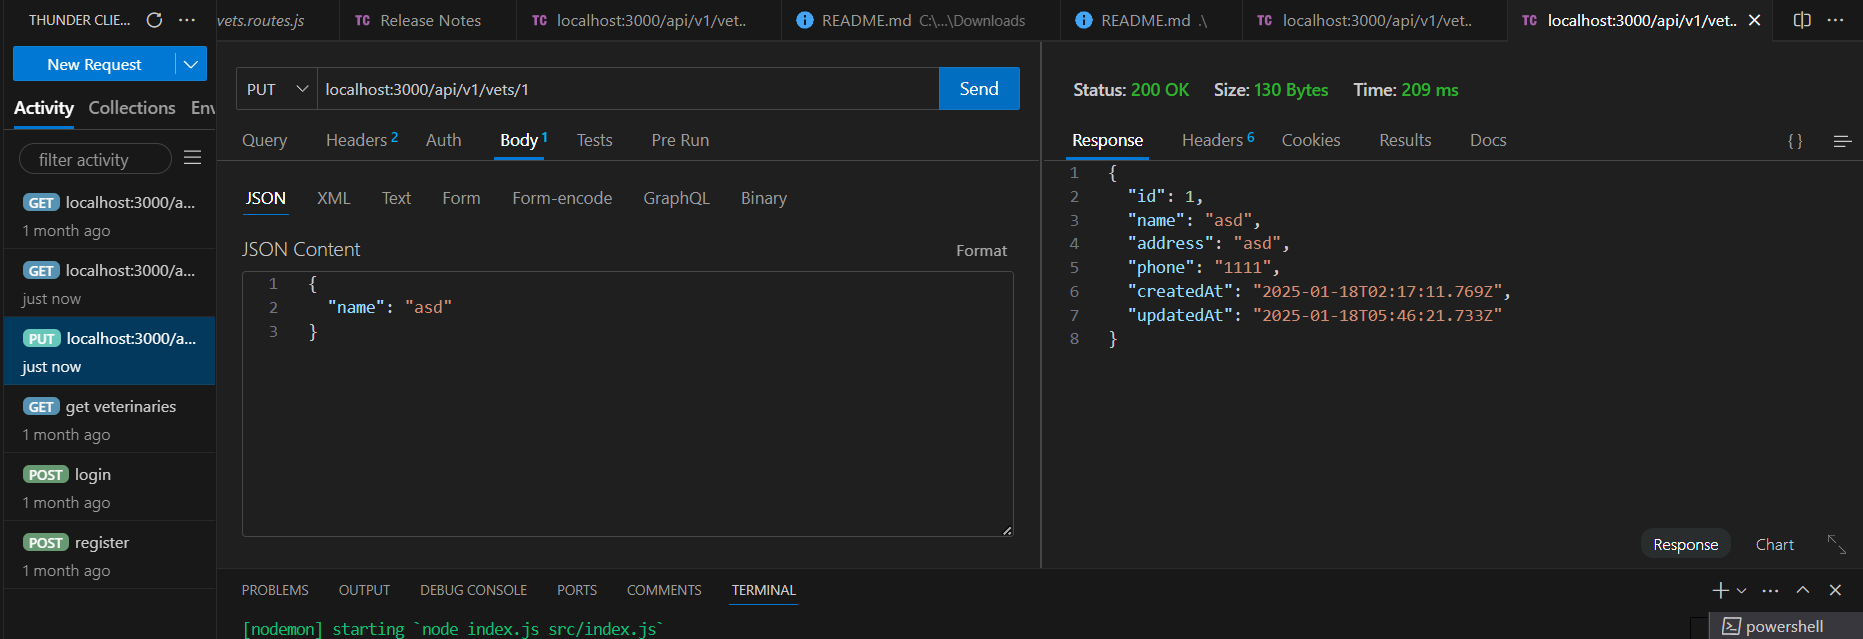 THUNDER CLIE...
vets.routes.js
TC Release Notes
TC localhost:3000/api/v1/vet..
README.md C:\...\Downloads
README.md .\
TC localhost:3000/api/v1/vet..
TC localhost:3000/api/v1/vet..
New Request
Activity Collections Env
filter activity
GET localhost:3000/a...
1 month ago
GET localhost:3000/a...
just now
PUT localhost:3000/a...
just now
GET get veterinaries
1 month ago
POST login
1 month ago
POST register
1 month ago
PUT localhost:3000/api/v1/vets/1 Send
Query Headers 2 Auth Body 1 Tests Pre Run
JSON XML Text Form Form-encode GraphQL Binary
JSON Content Format
1 {
2 "name": "asd"
3 }
Status: 200 OK Size: 130 Bytes Time: 209 ms
Response Headers 6 Cookies Results Docs {}
1 {
2 "id": 1,
3 "name": "asd",
4 "address": "asd",
5 "phone": "1111",
6 "createdAt": "2025-01-18T02:17:11.769Z",
7 "updatedAt": "2025-01-18T05:46:21.733Z"
8 }
Response Chart
PROBLEMS OUTPUT DEBUG CONSOLE PORTS COMMENTS TERMINAL
[nodemon] starting `node index.js src/index.js`
powershell